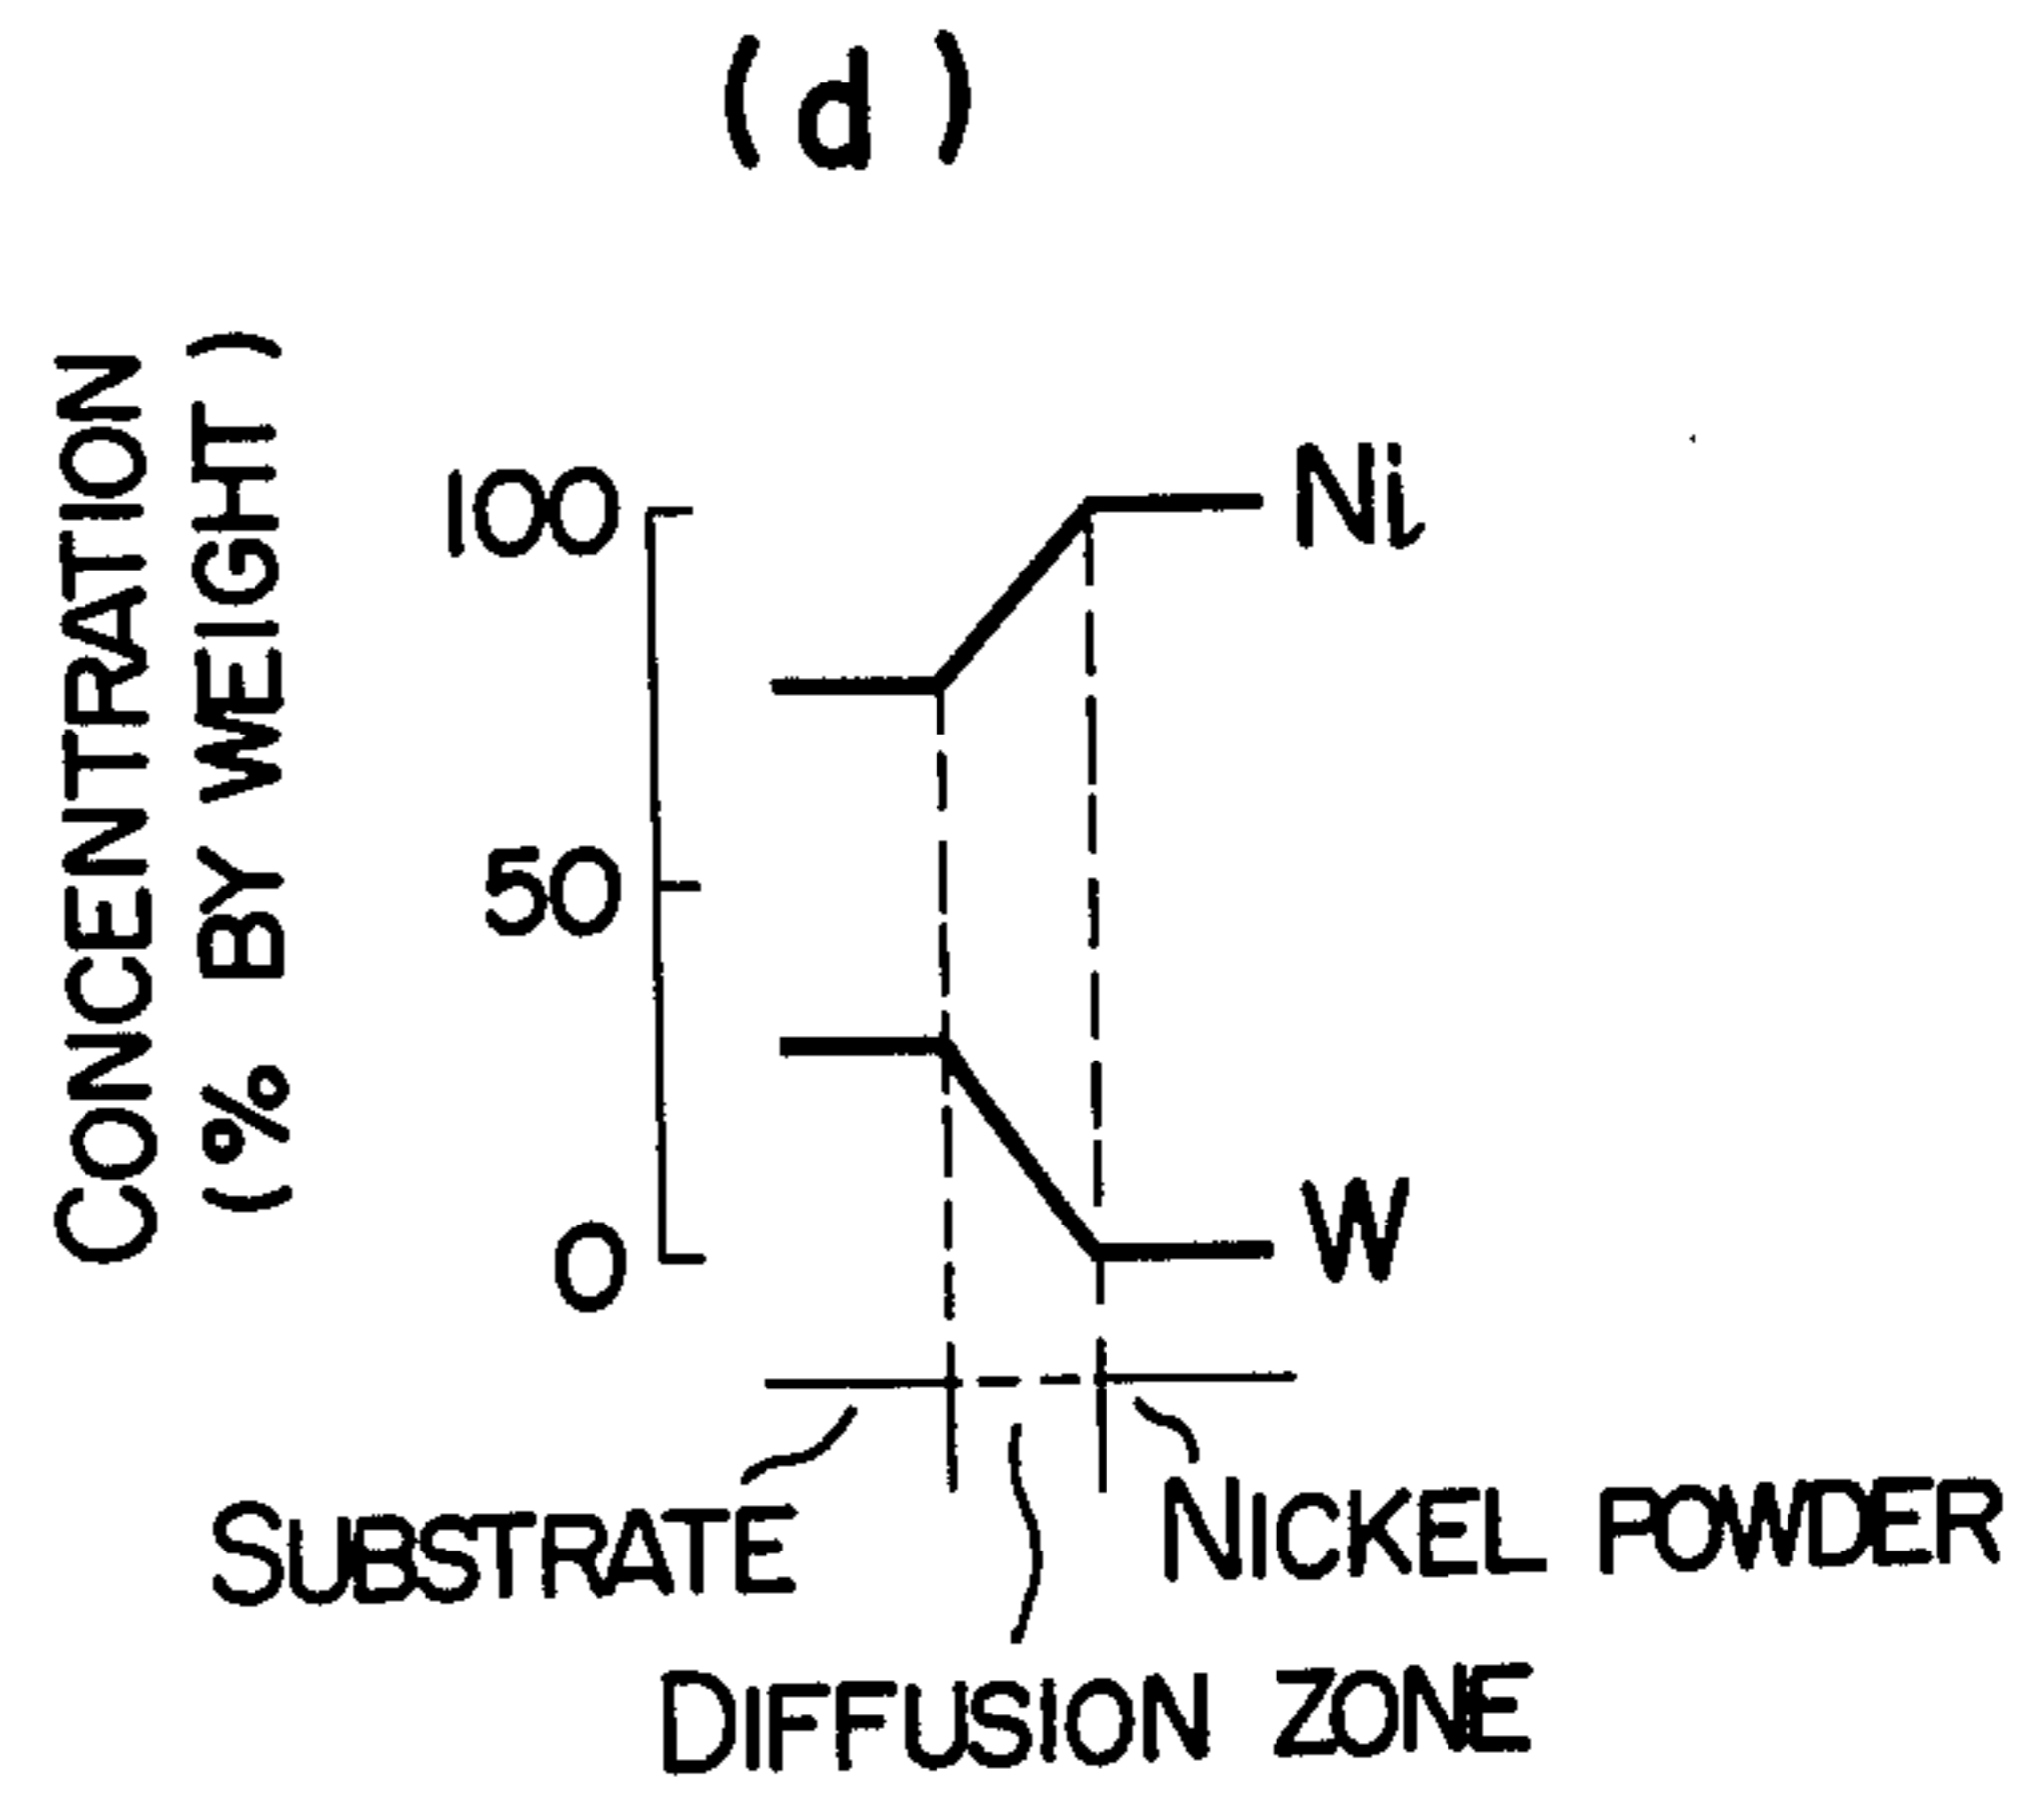 (d)
CONCENTRATION
(% BY WEIGHT)
100
Ni
50
0
W
SUBSTRATE
NICKEL POWDER
DIFFUSION ZONE